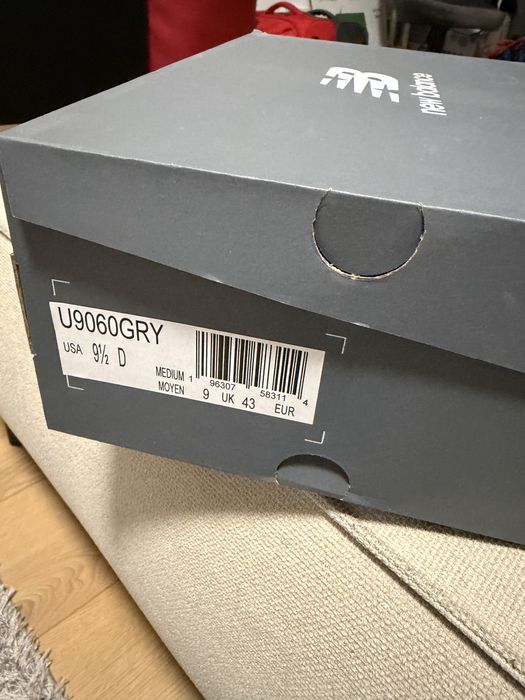 new balance
U9060GRY
USA 9½ D
MEDIUM
MOYEN
9 UK 43 EUR
1 96307 58311 4